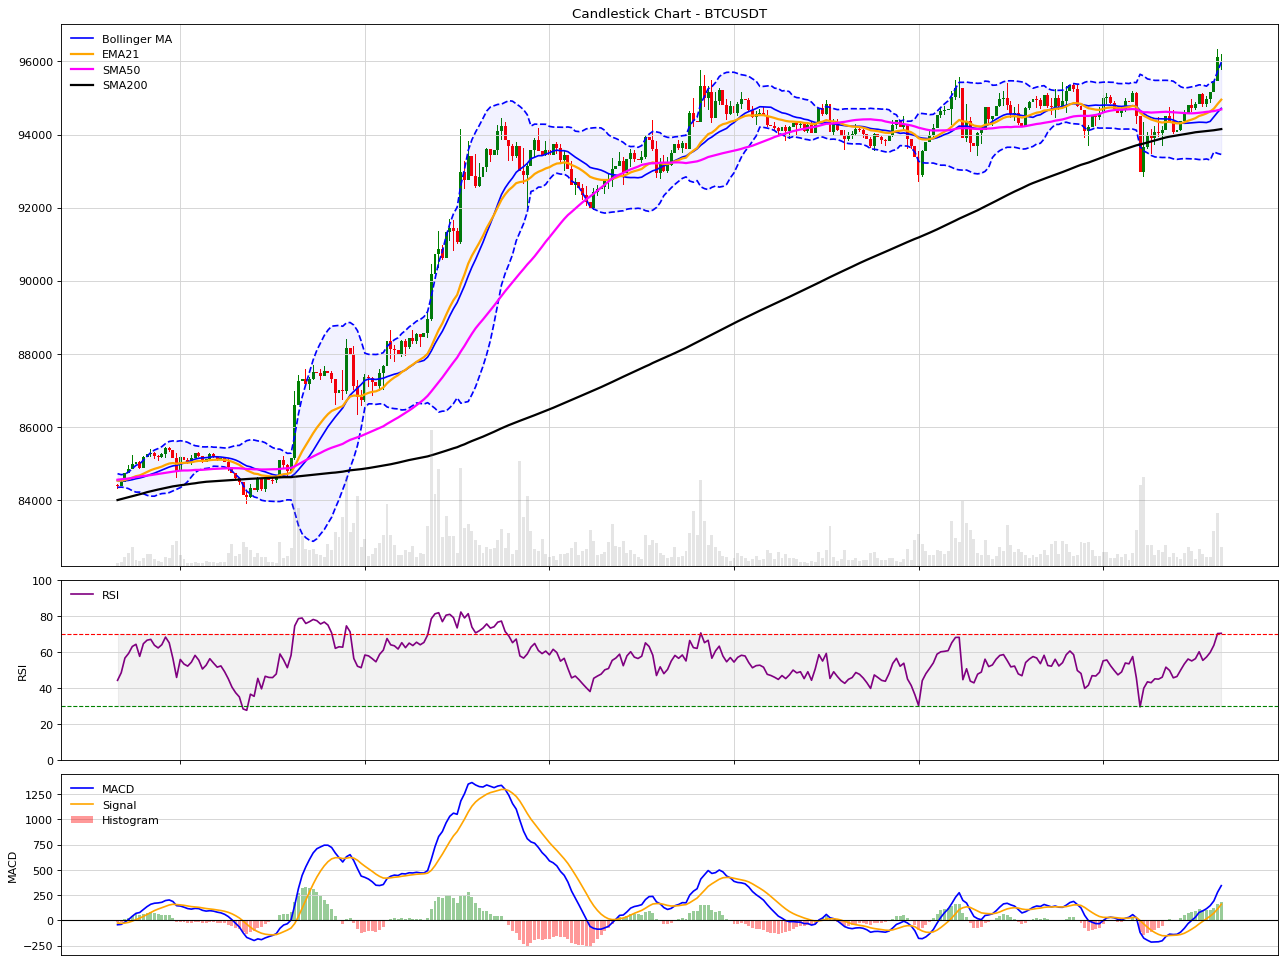 Candlestick Chart - BTCUSDT
Bollinger MA
EMA21
SMA50
SMA200
96000
94000
92000
90000
88000
86000
84000
100
80
60
40
20
0
RSI
RSI
1250
1000
750
500
250
0
−250
MACD
MACD
Signal
Histogram